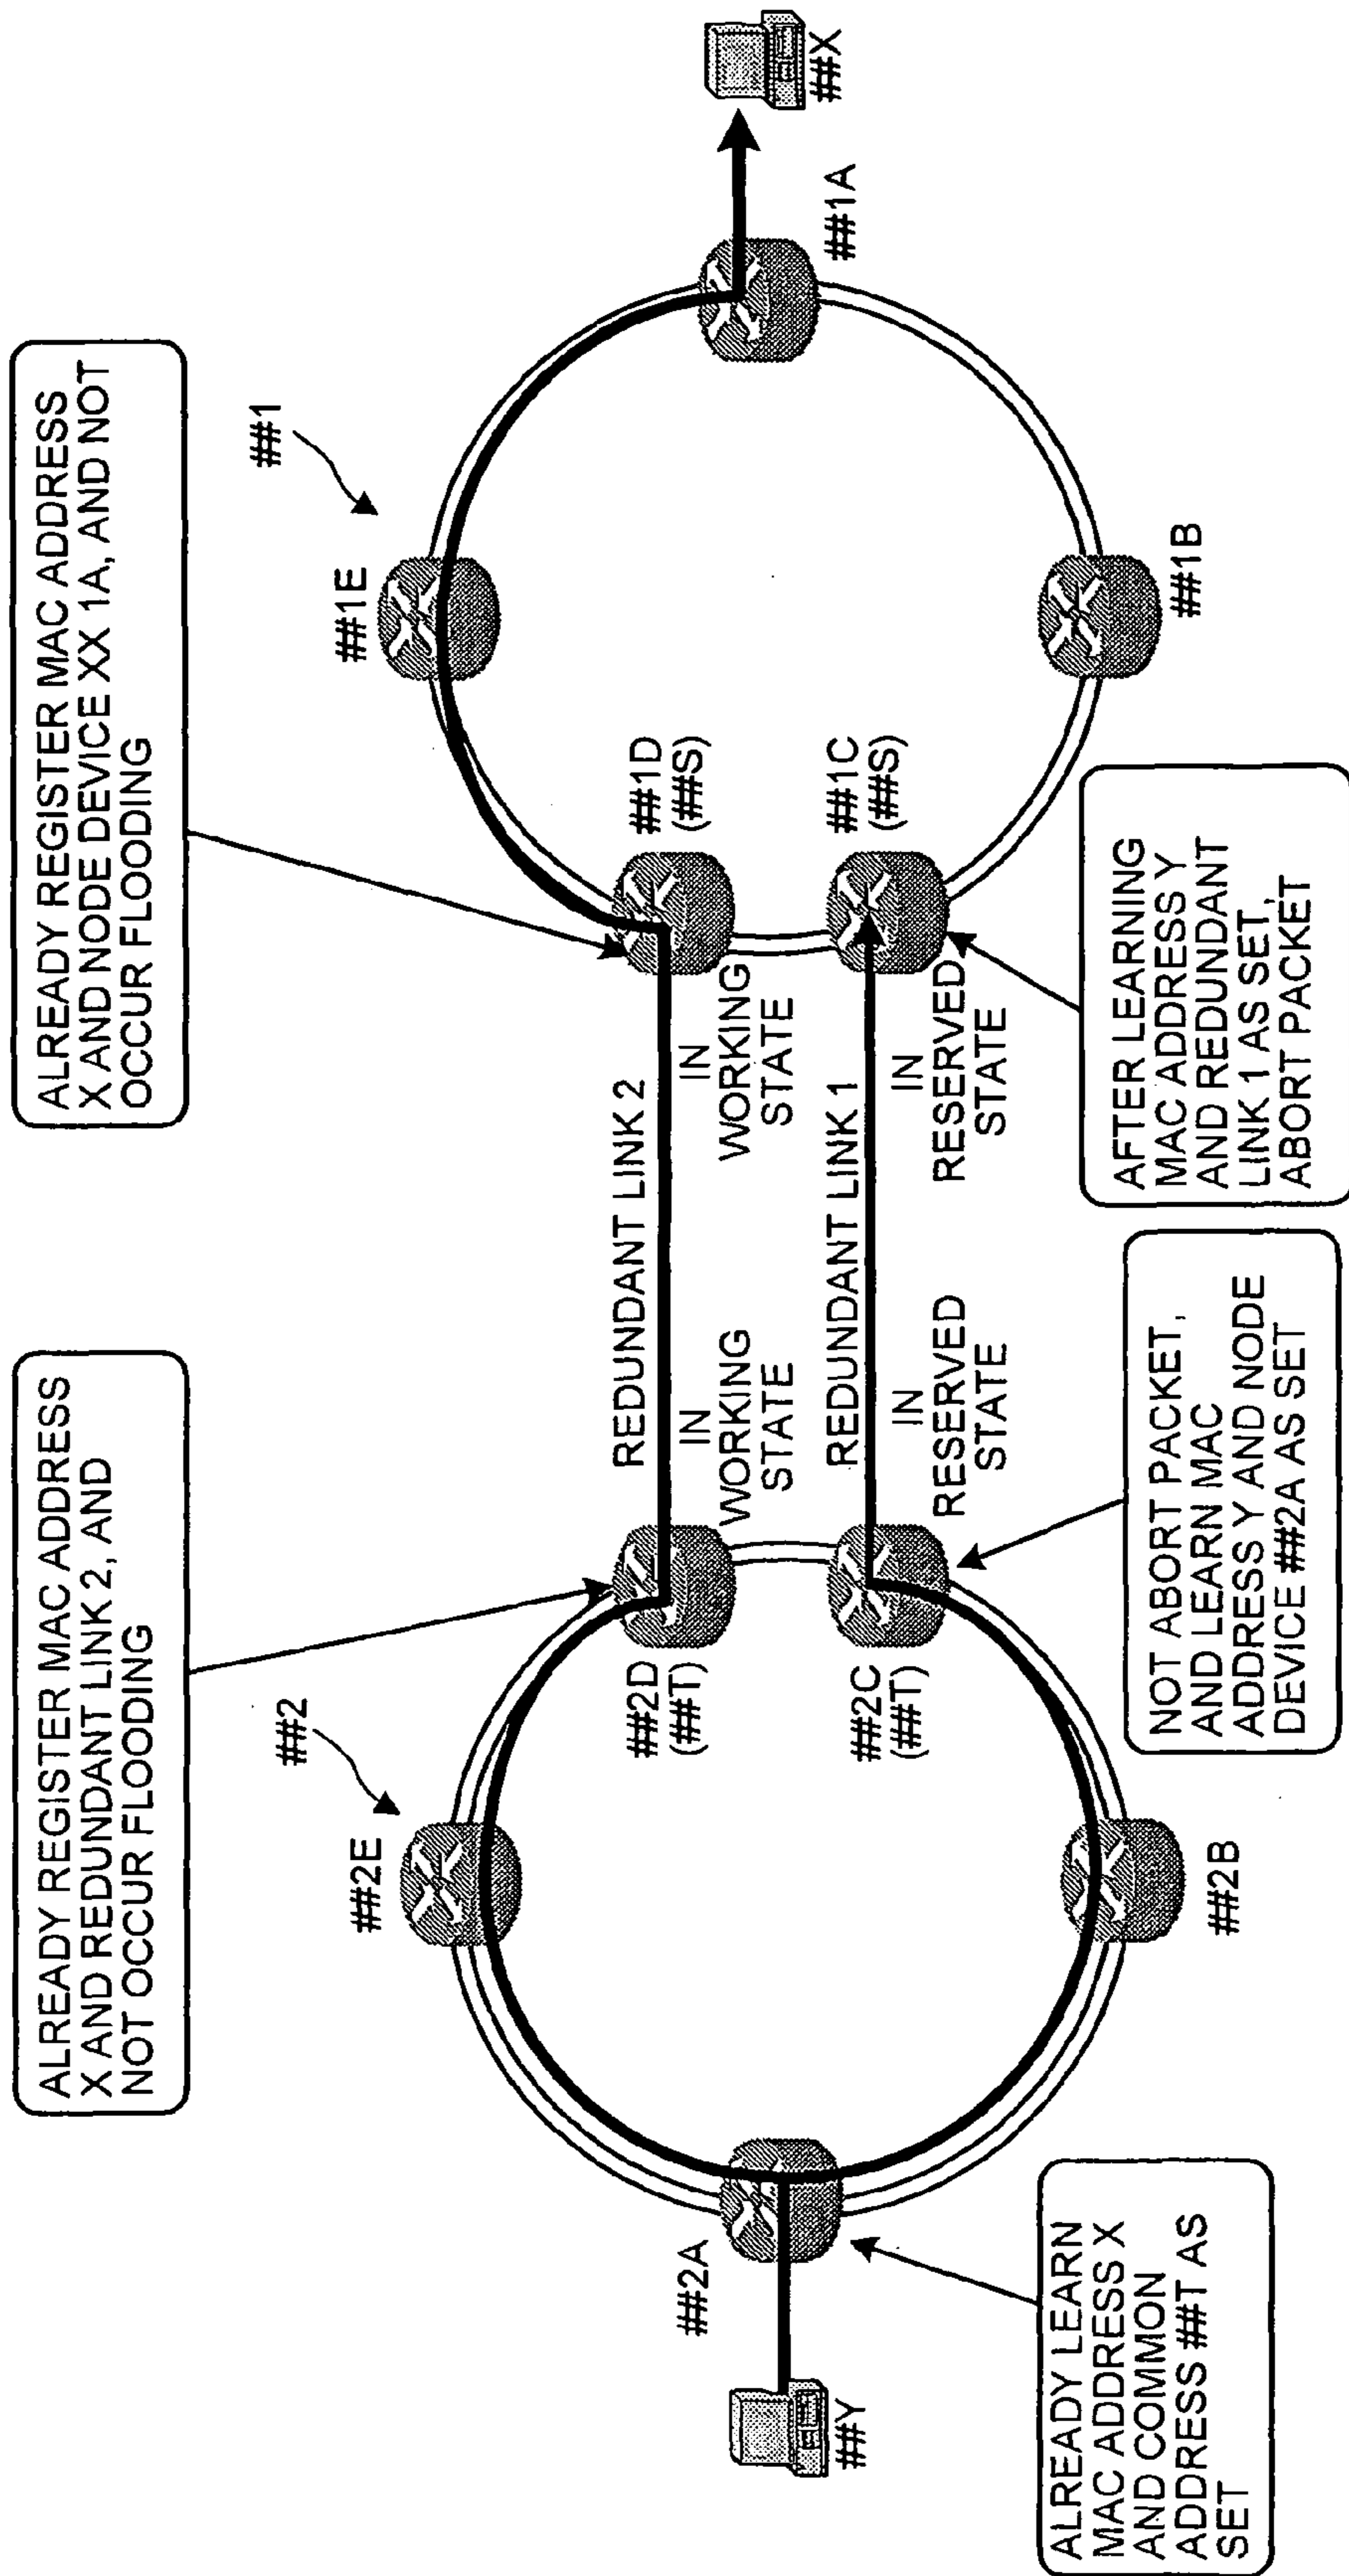 ALREADY REGISTER MAC ADDRESS
X AND REDUNDANT LINK 2, AND
NOT OCCUR FLOODING
ALREADY REGISTER MAC ADDRESS
X AND NODE DEVICE XX 1A, AND NOT
OCCUR FLOODING
##2
##1
##2E
##1E
##2D
(##T)
REDUNDANT LINK 2
##1D
(##S)
IN
WORKING
STATE
IN
WORKING
STATE
##2A
##Y
##1A
##X
##2C
(##T)
REDUNDANT LINK 1
##1C
(##S)
IN
RESERVED
STATE
IN
RESERVED
STATE
##2B
##1B
ALREADY LEARN
MAC ADDRESS X
AND COMMON
ADDRESS ##T AS
SET
NOT ABORT PACKET,
AND LEARN MAC
ADDRESS Y AND NODE
DEVICE ##2A AS SET
AFTER LEARNING
MAC ADDRESS Y
AND REDUNDANT
LINK 1 AS SET,
ABORT PACKET